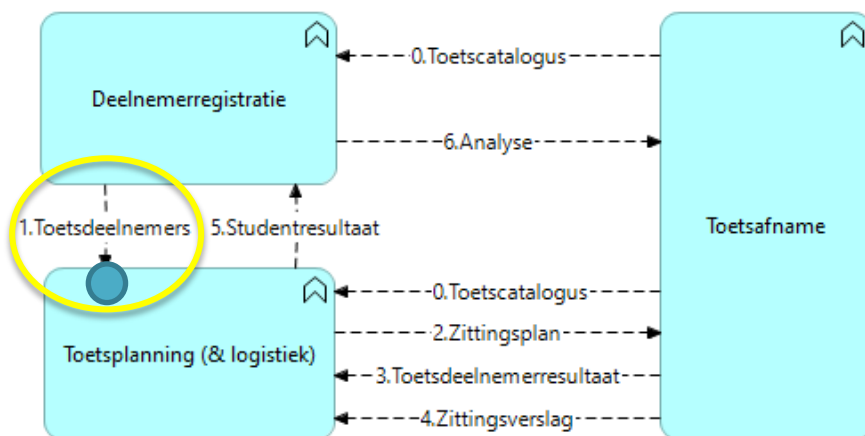 0.Toetscatalogus
Deelnemerregistratie
6.Analyse
1.Toetsdeelnemers
5.Studentresultaat
Toetsafname
0.Toetscatalogus
2.Zittingsplan
Toetsplanning (& logistiek)
3.Toetsdeelnemerresultaat
4.Zittingsverslag